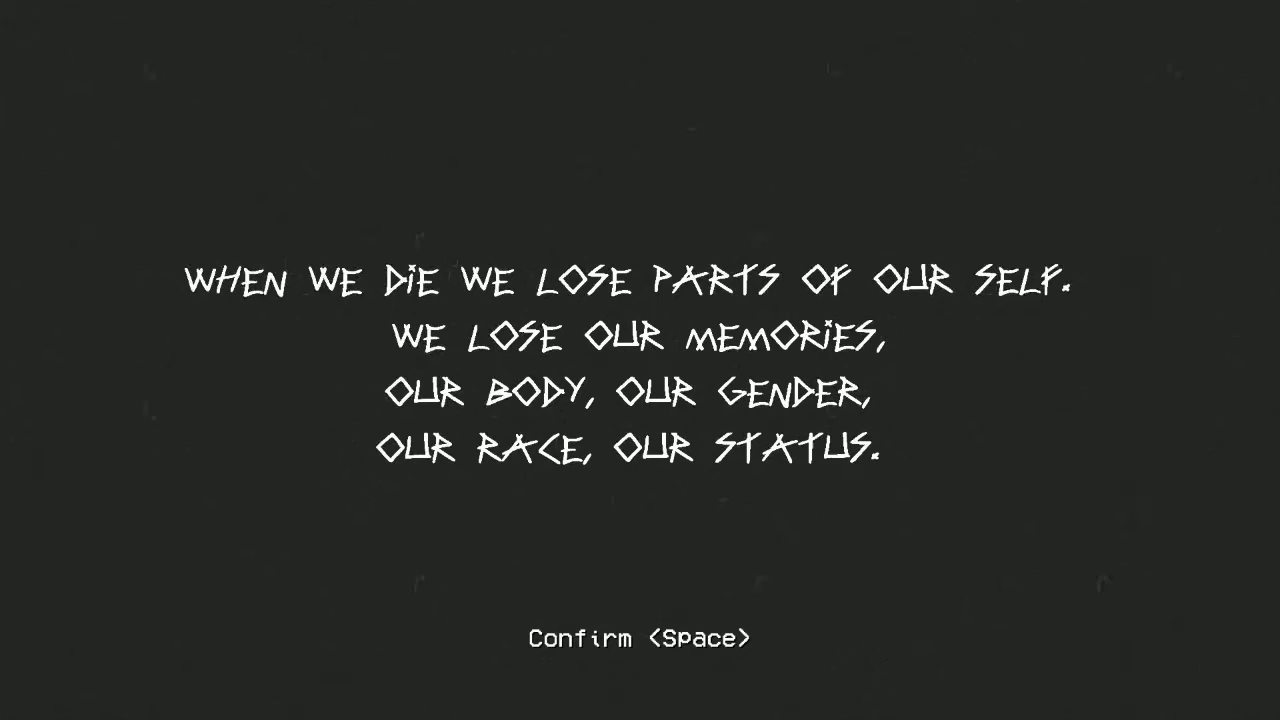 WHEN WE DiE WE LOSE PARTS OF OUR SELF.
WE LOSE OUR MEMORiES,
OUR BODY, OUR GENDER,
OUR RACE, OUR STATUS.
Confirm <Space>